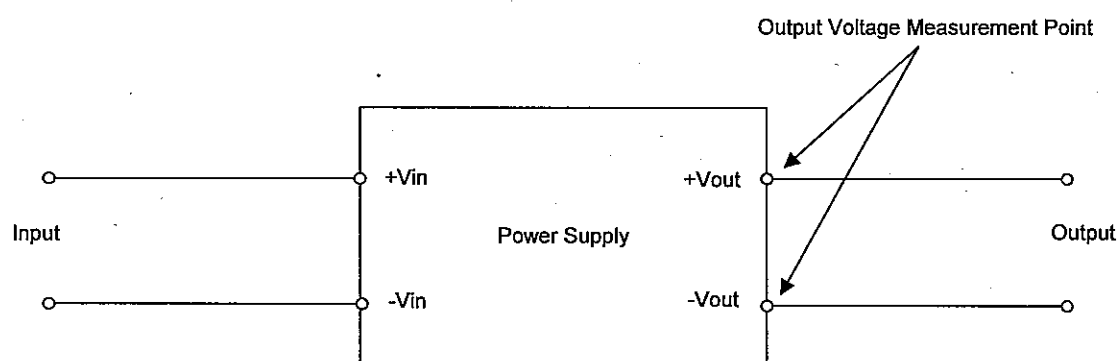 Output Voltage Measurement Point
+Vin
+Vout
Input
Power Supply
Output
-Vin
-Vout